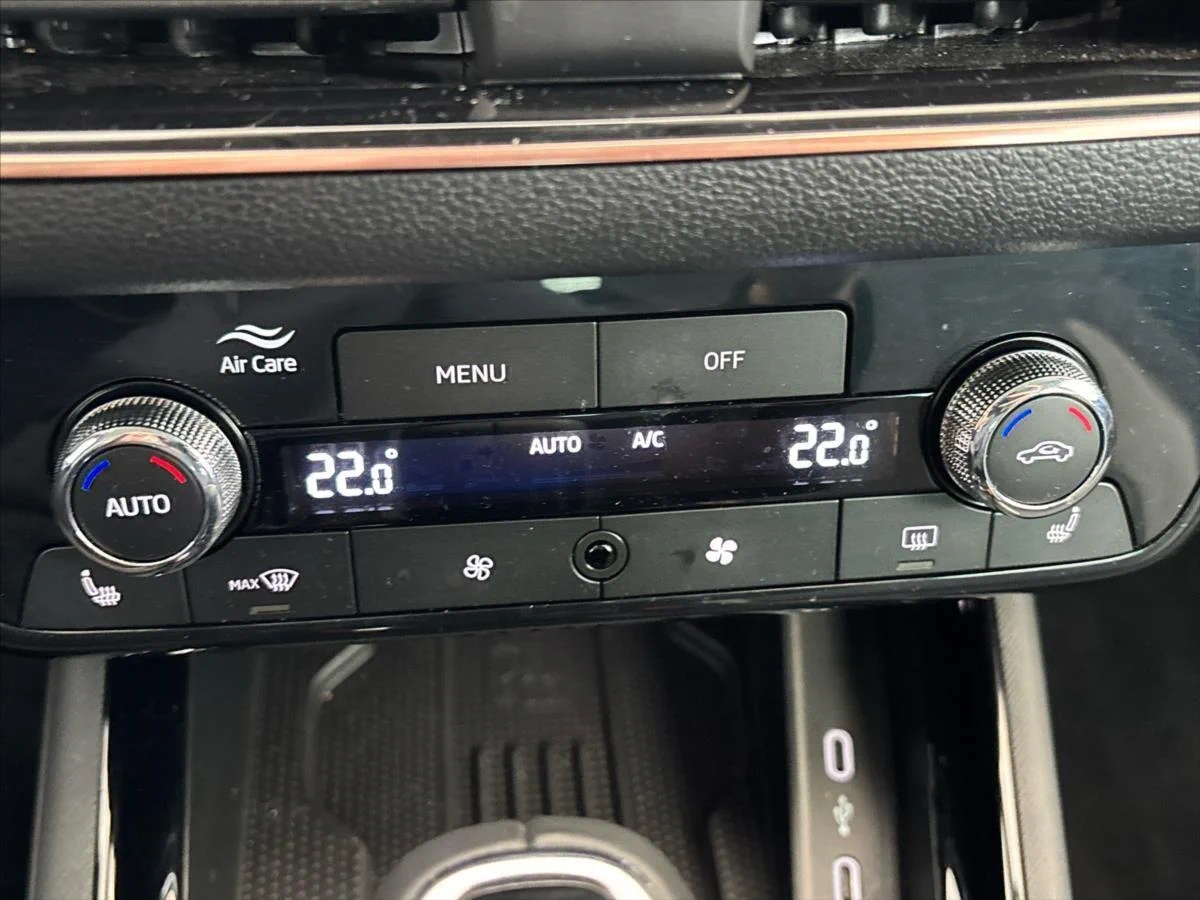 Air Care
MENU
OFF
22.0°
AUTO
A/C
22.0°
AUTO
MAX